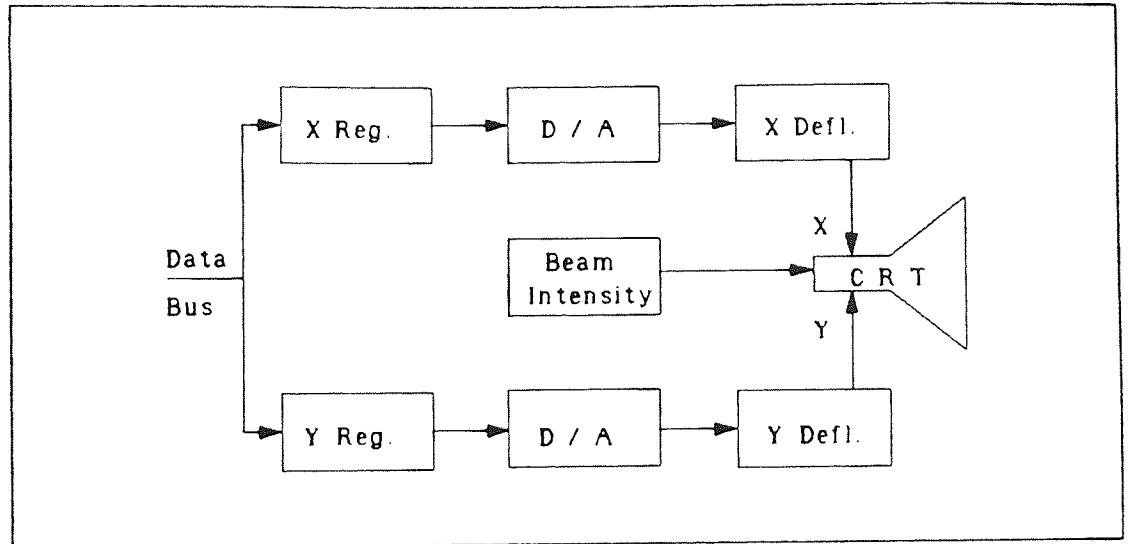 X Reg.
D / A
X Defl.
X
Data
Bus
Beam
Intensity
C R T
Y
Y Reg.
D / A
Y Defl.